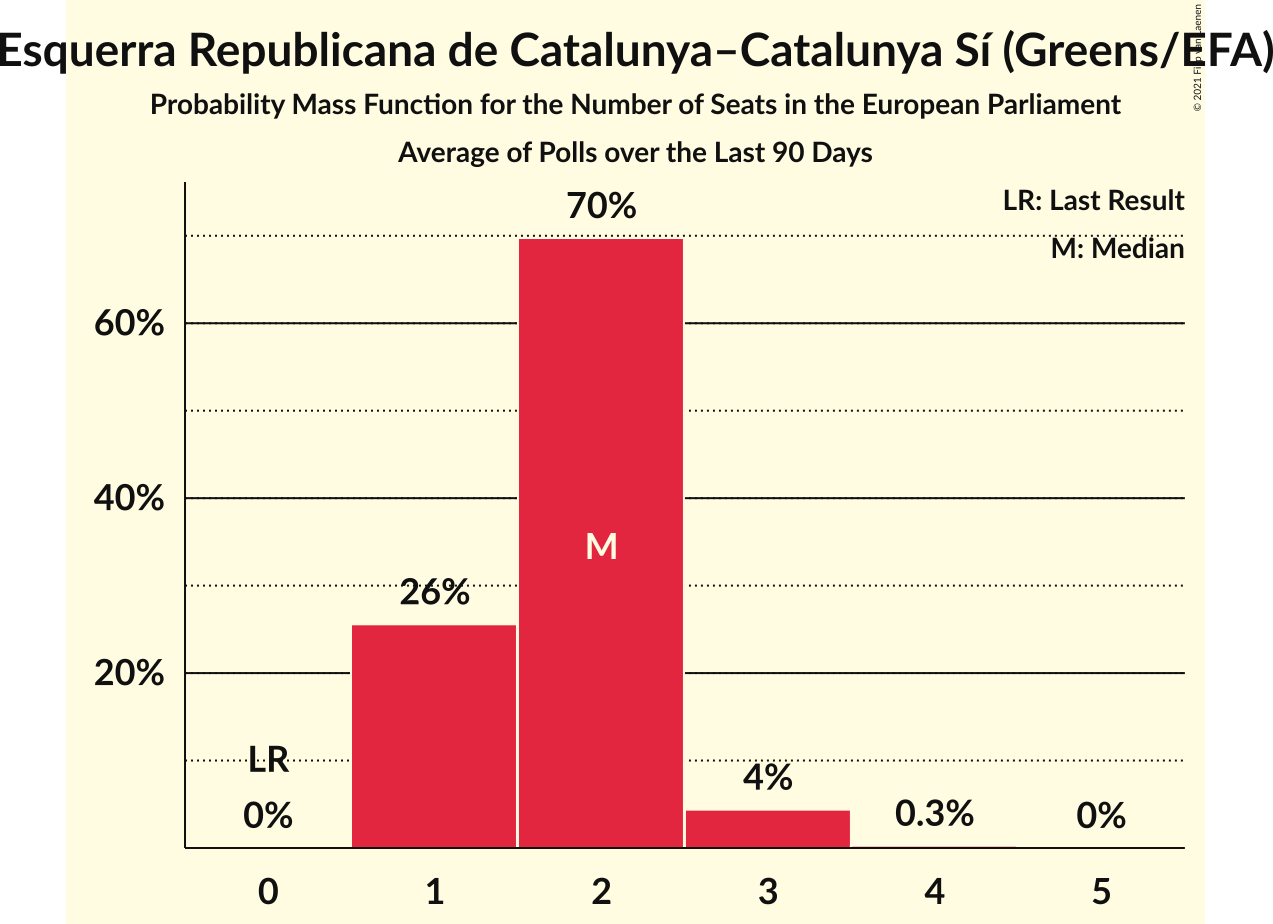 Esquerra Republicana de Catalunya–Catalunya Sí (Greens/EFA)
Probability Mass Function for the Number of Seats in the European Parliament
Average of Polls over the Last 90 Days
© 2021
LR: Last Result
M: Median
70%
60%
40%
M
26%
20%
LR
4%
0% 0.3% 0%
0 1 2 3 4 5